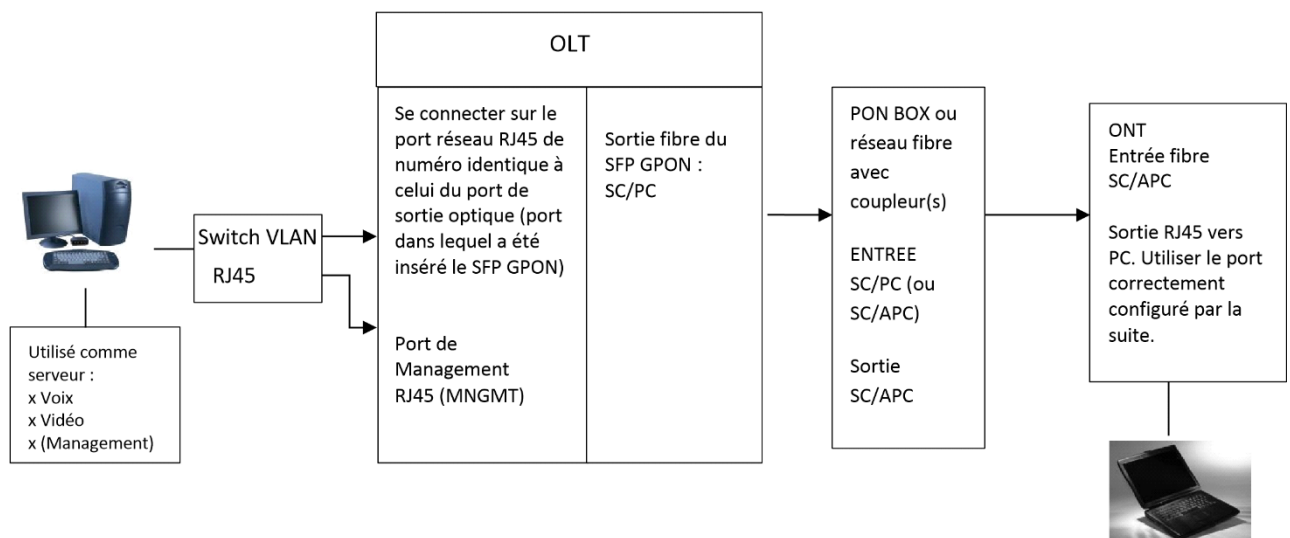 OLT
Se connecter sur le
port réseau RJ45 de
numéro identique à
celui du port de
sortie optique (port
dans lequel a été
inséré le SFP GPON)
Port de
Management
RJ45 (MNGMT)
Sortie fibre du
SFP GPON :
SC/PC
PON BOX ou
réseau fibre
avec
coupleur(s)
ENTREE
SC/PC (ou
SC/APC)
Sortie
SC/APC
ONT
Entrée fibre
SC/APC
Sortie RJ45 vers
PC. Utiliser le port
correctement
configuré par la
suite.
Switch VLAN
RJ45
Utilisé comme
serveur :
x Voix
x Vidéo
x (Management)